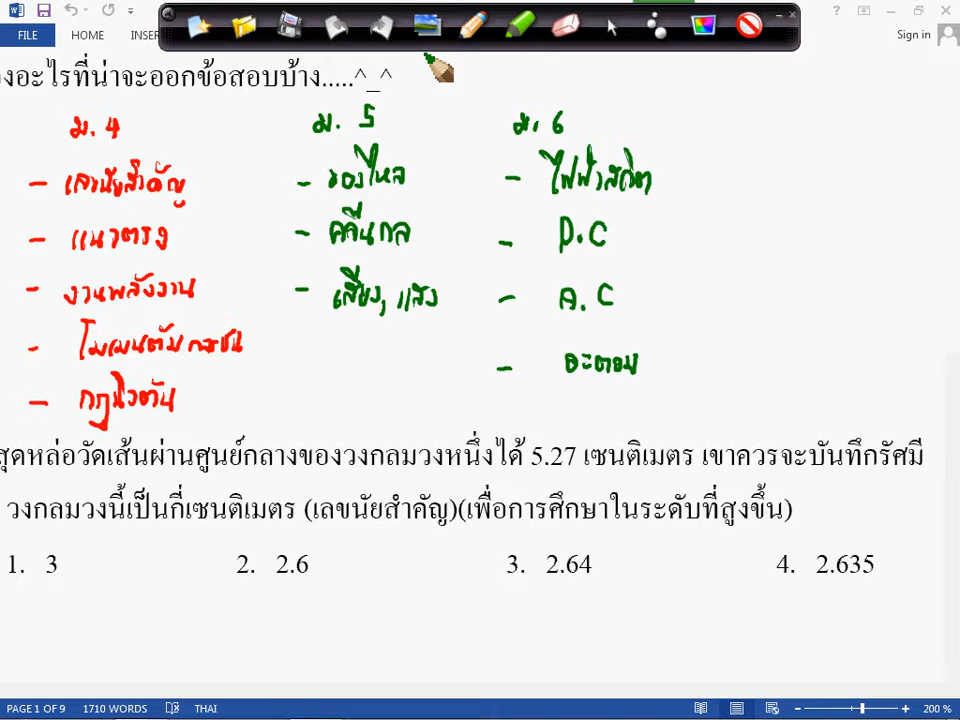 FILE HOME INSER Sign in
งอะไรที่น่าจะออกข้อสอบบ้าง.....^_^
ม. 4
- เลขนัยสำคัญ
- แนวตรง
- งานพลังงาน
- โมเมนตัม การชน
- กฎนิวตัน
ม. 5
- ของไหล
- คลื่นกล
- เสียง, แสง
ม. 6
- ไฟฟ้าสถิต
- D.C
- A.C
- อะตอม
สุดหล่อวัดเส้นผ่านศูนย์กลางของวงกลมวงหนึ่งได้ 5.27 เซนติเมตร เขาควรจะบันทึกรัศมี
วงกลมวงนี้เป็นกี่เซนติเมตร (เลขนัยสำคัญ)(เพื่อการศึกษาในระดับที่สูงขึ้น)
1. 3 2. 2.6 3. 2.64 4. 2.635
PAGE 1 OF 9 1710 WORDS THAI 200 %